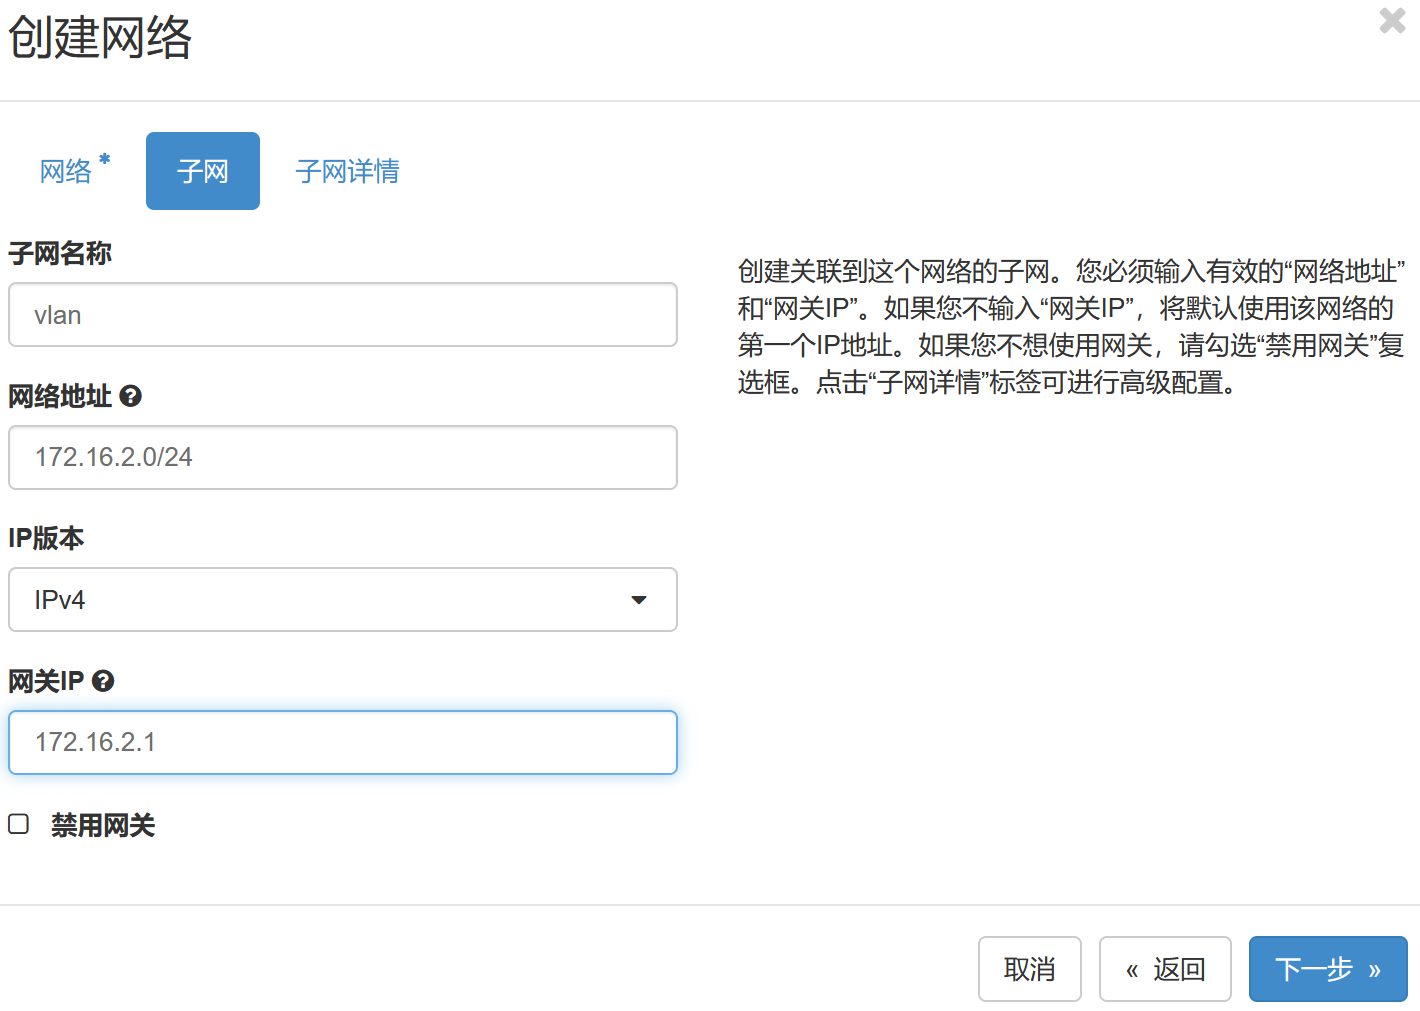 创建网络
网络 *
子网
子网详情
子网名称
vlan
网络地址
172.16.2.0/24
IP版本
IPv4
网关IP
172.16.2.1
禁用网关
创建关联到这个网络的子网。您必须输入有效的“网络地址”
和“网关IP”。如果您不输入“网关IP”，将默认使用该网络的
第一个IP地址。如果您不想使用网关，请勾选“禁用网关”复
选框。点击“子网详情”标签可进行高级配置。
取消
« 返回
下一步 »